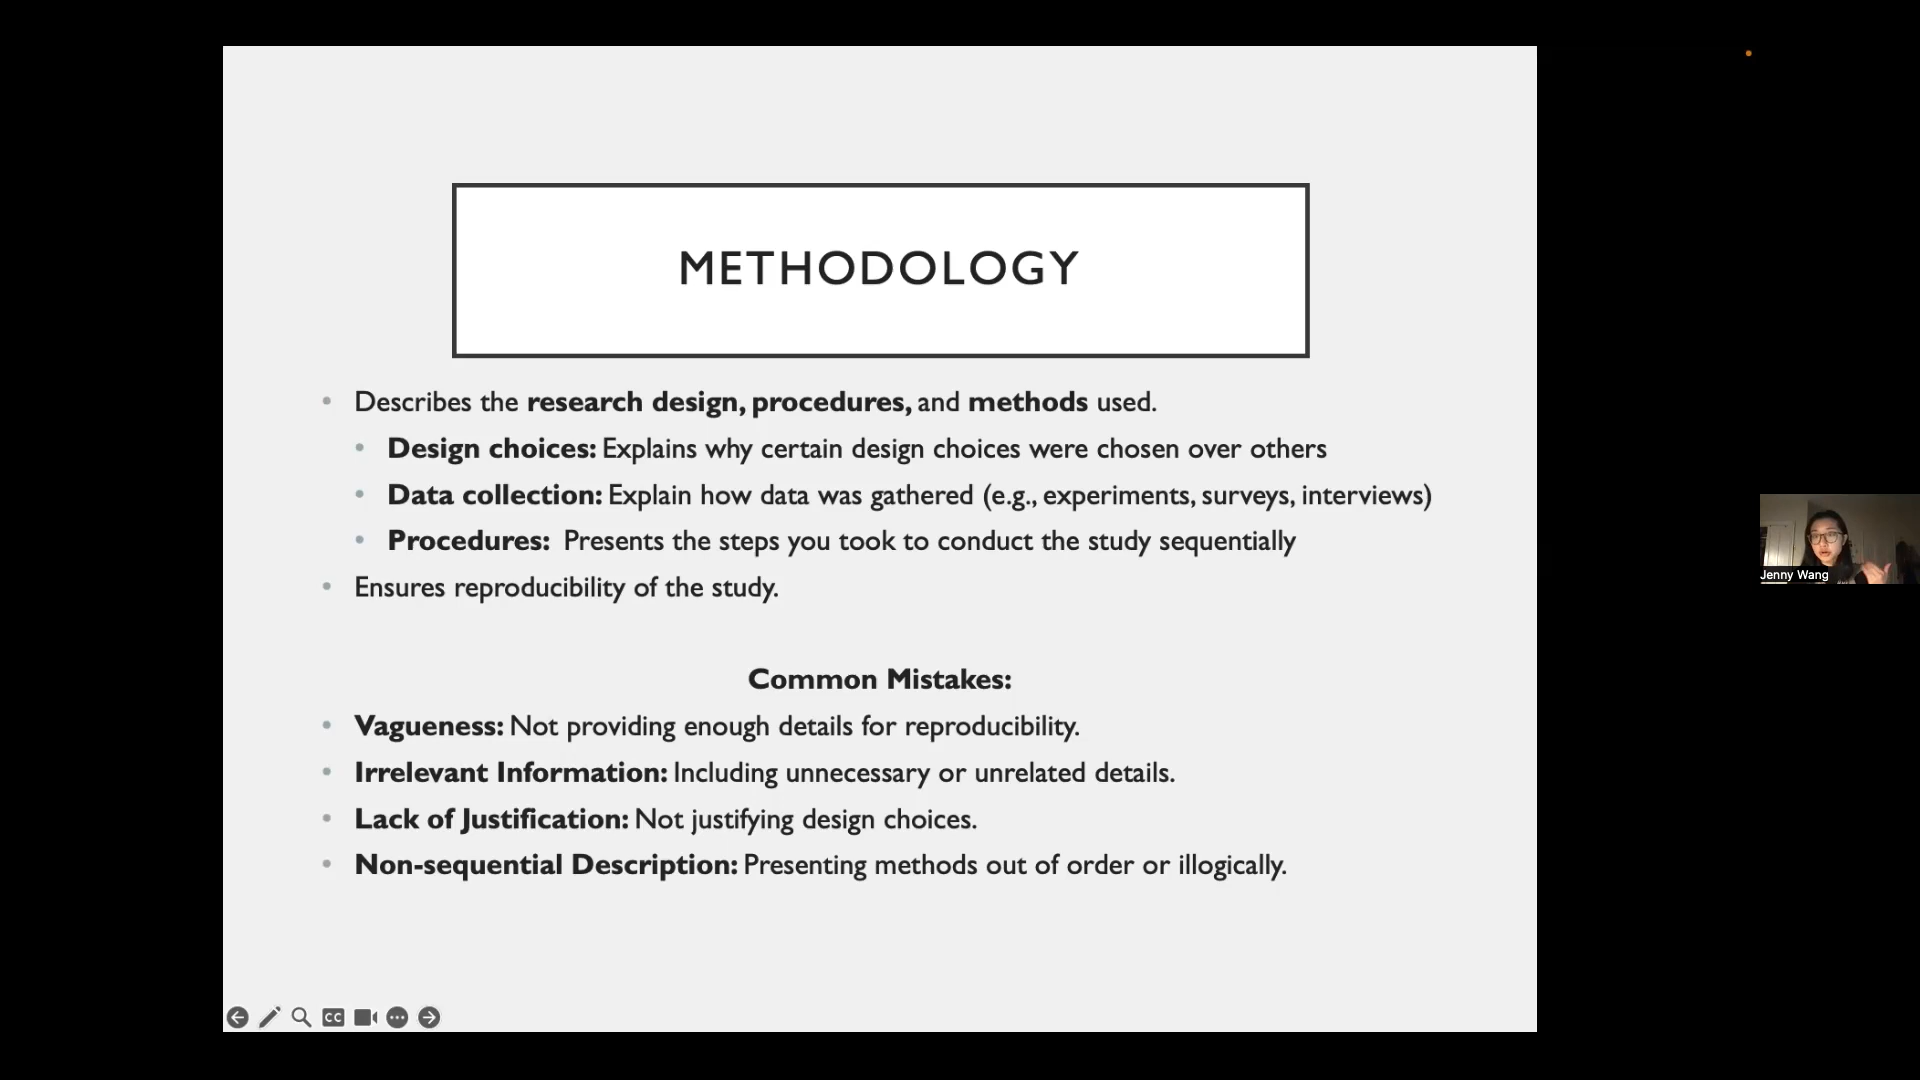 METHODOLOGY
Describes the research design, procedures, and methods used.
Design choices: Explains why certain design choices were chosen over others
Data collection: Explain how data was gathered (e.g., experiments, surveys, interviews)
Procedures: Presents the steps you took to conduct the study sequentially
Ensures reproducibility of the study.
Common Mistakes:
Vagueness: Not providing enough details for reproducibility.
Irrelevant Information: Including unnecessary or unrelated details.
Lack of Justification: Not justifying design choices.
Non-sequential Description: Presenting methods out of order or illogically.
CC
Jenny Wang